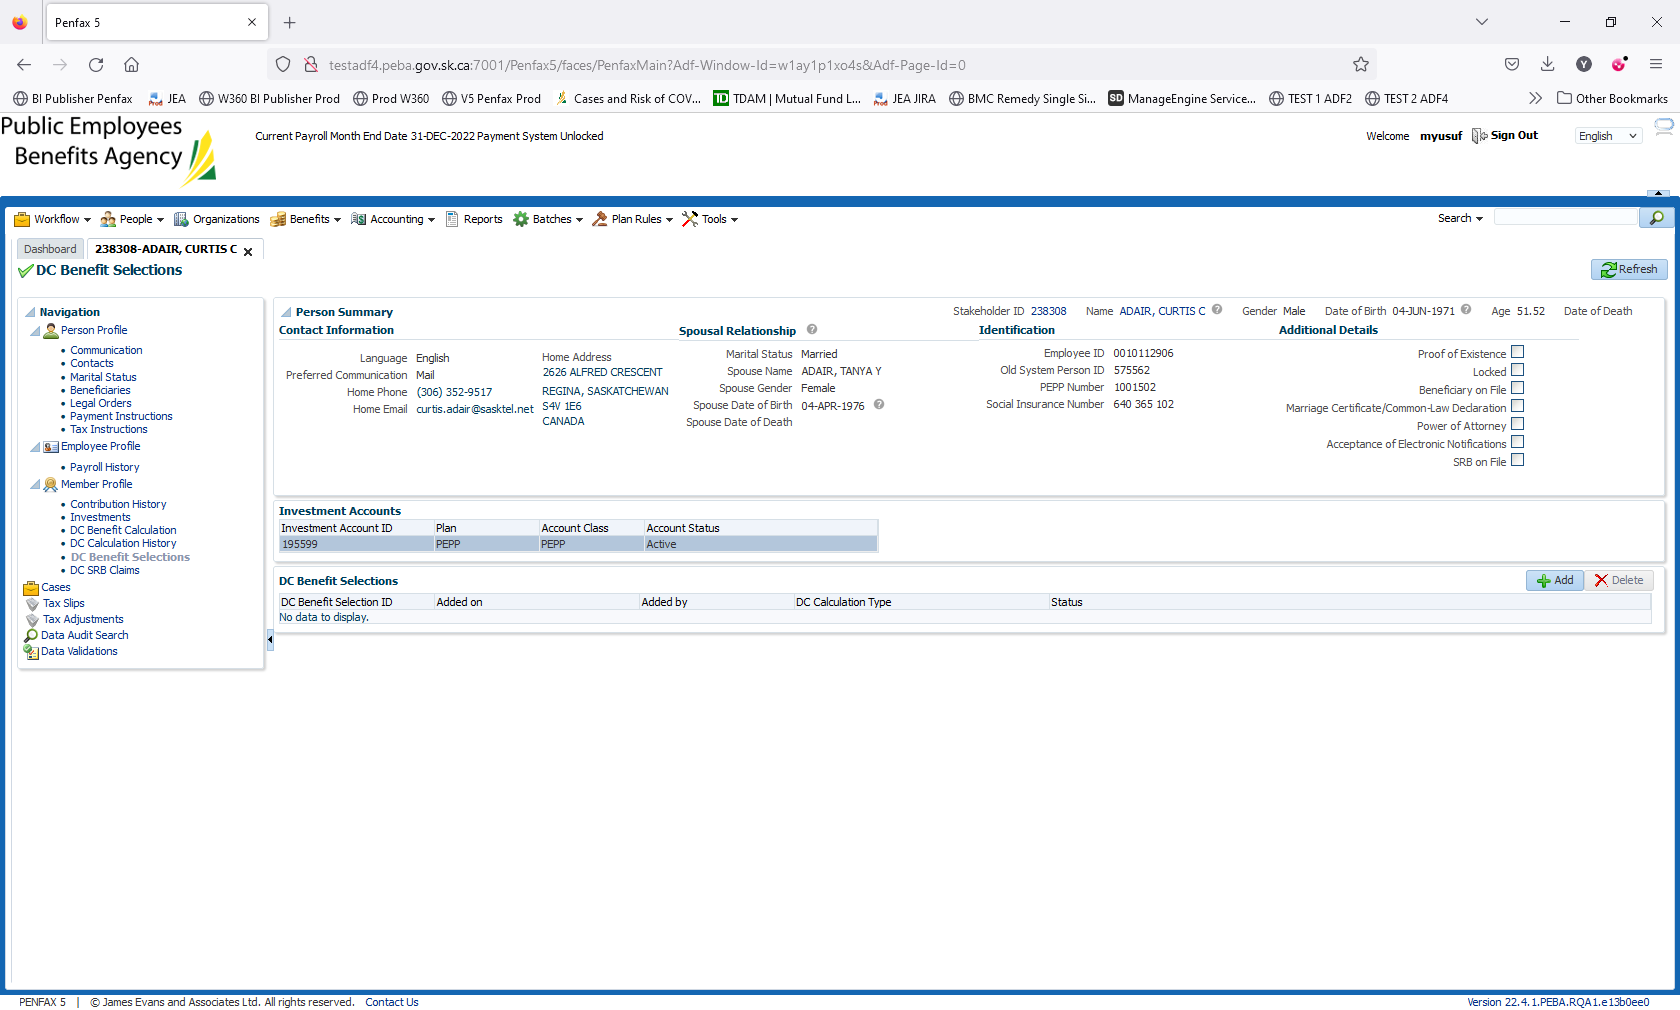 Penfax 5
testadf4.peba.gov.sk.ca:7001/Penfax5/faces/PenfaxMain?Adf-Window-Id=w1ay1p1xo4s&Adf-Page-Id=0
BI Publisher Penfax JEA W360 BI Publisher Prod Prod W360 V5 Penfax Prod Cases and Risk of COV... TD TDAM | Mutual Fund L... JEA JIRA BMC Remedy Single Si... SD ManageEngine Service... TEST 1 ADF2 TEST 2 ADF4 Other Bookmarks
Public Employees
Benefits Agency
Current Payroll Month End Date 31-DEC-2022 Payment System Unlocked
Welcome myusuf Sign Out English
Workflow People Organizations Benefits Accounting Reports Batches Plan Rules Tools Search
Dashboard 238308-ADAIR, CURTIS C
DC Benefit Selections
Refresh
Navigation
Person Profile
Communication
Contacts
Marital Status
Beneficiaries
Legal Orders
Payment Instructions
Tax Instructions
Employee Profile
Payroll History
Member Profile
Contribution History
Investments
DC Benefit Calculation
DC Calculation History
DC Benefit Selections
DC SRB Claims
Cases
Tax Slips
Tax Adjustments
Data Audit Search
Data Validations
Person Summary
Stakeholder ID 238308 Name ADAIR, CURTIS C Gender Male Date of Birth 04-JUN-1971 Age 51.52 Date of Death
Contact Information
Language English
Preferred Communication Mail
Home Phone (306) 352-9517
Home Email curtis.adair@sasktel.net
Home Address
2626 ALFRED CRESCENT
REGINA, SASKATCHEWAN
S4V 1E6
CANADA
Spousal Relationship
Marital Status Married
Spouse Name ADAIR, TANYA Y
Spouse Gender Female
Spouse Date of Birth 04-APR-1976
Spouse Date of Death
Identification
Employee ID 0010112906
Old System Person ID 575562
PEPP Number 1001502
Social Insurance Number 640 365 102
Additional Details
Proof of Existence
Locked
Beneficiary on File
Marriage Certificate/Common-Law Declaration
Power of Attorney
Acceptance of Electronic Notifications
SRB on File
Investment Accounts
Investment Account ID Plan Account Class Account Status
195599 PEPP PEPP Active
DC Benefit Selections
Add Delete
DC Benefit Selection ID Added on Added by DC Calculation Type Status
No data to display.
PENFAX 5 | © James Evans and Associates Ltd. All rights reserved. Contact Us
Version 22.4.1.PEBA.RQA1.e13b0ee0